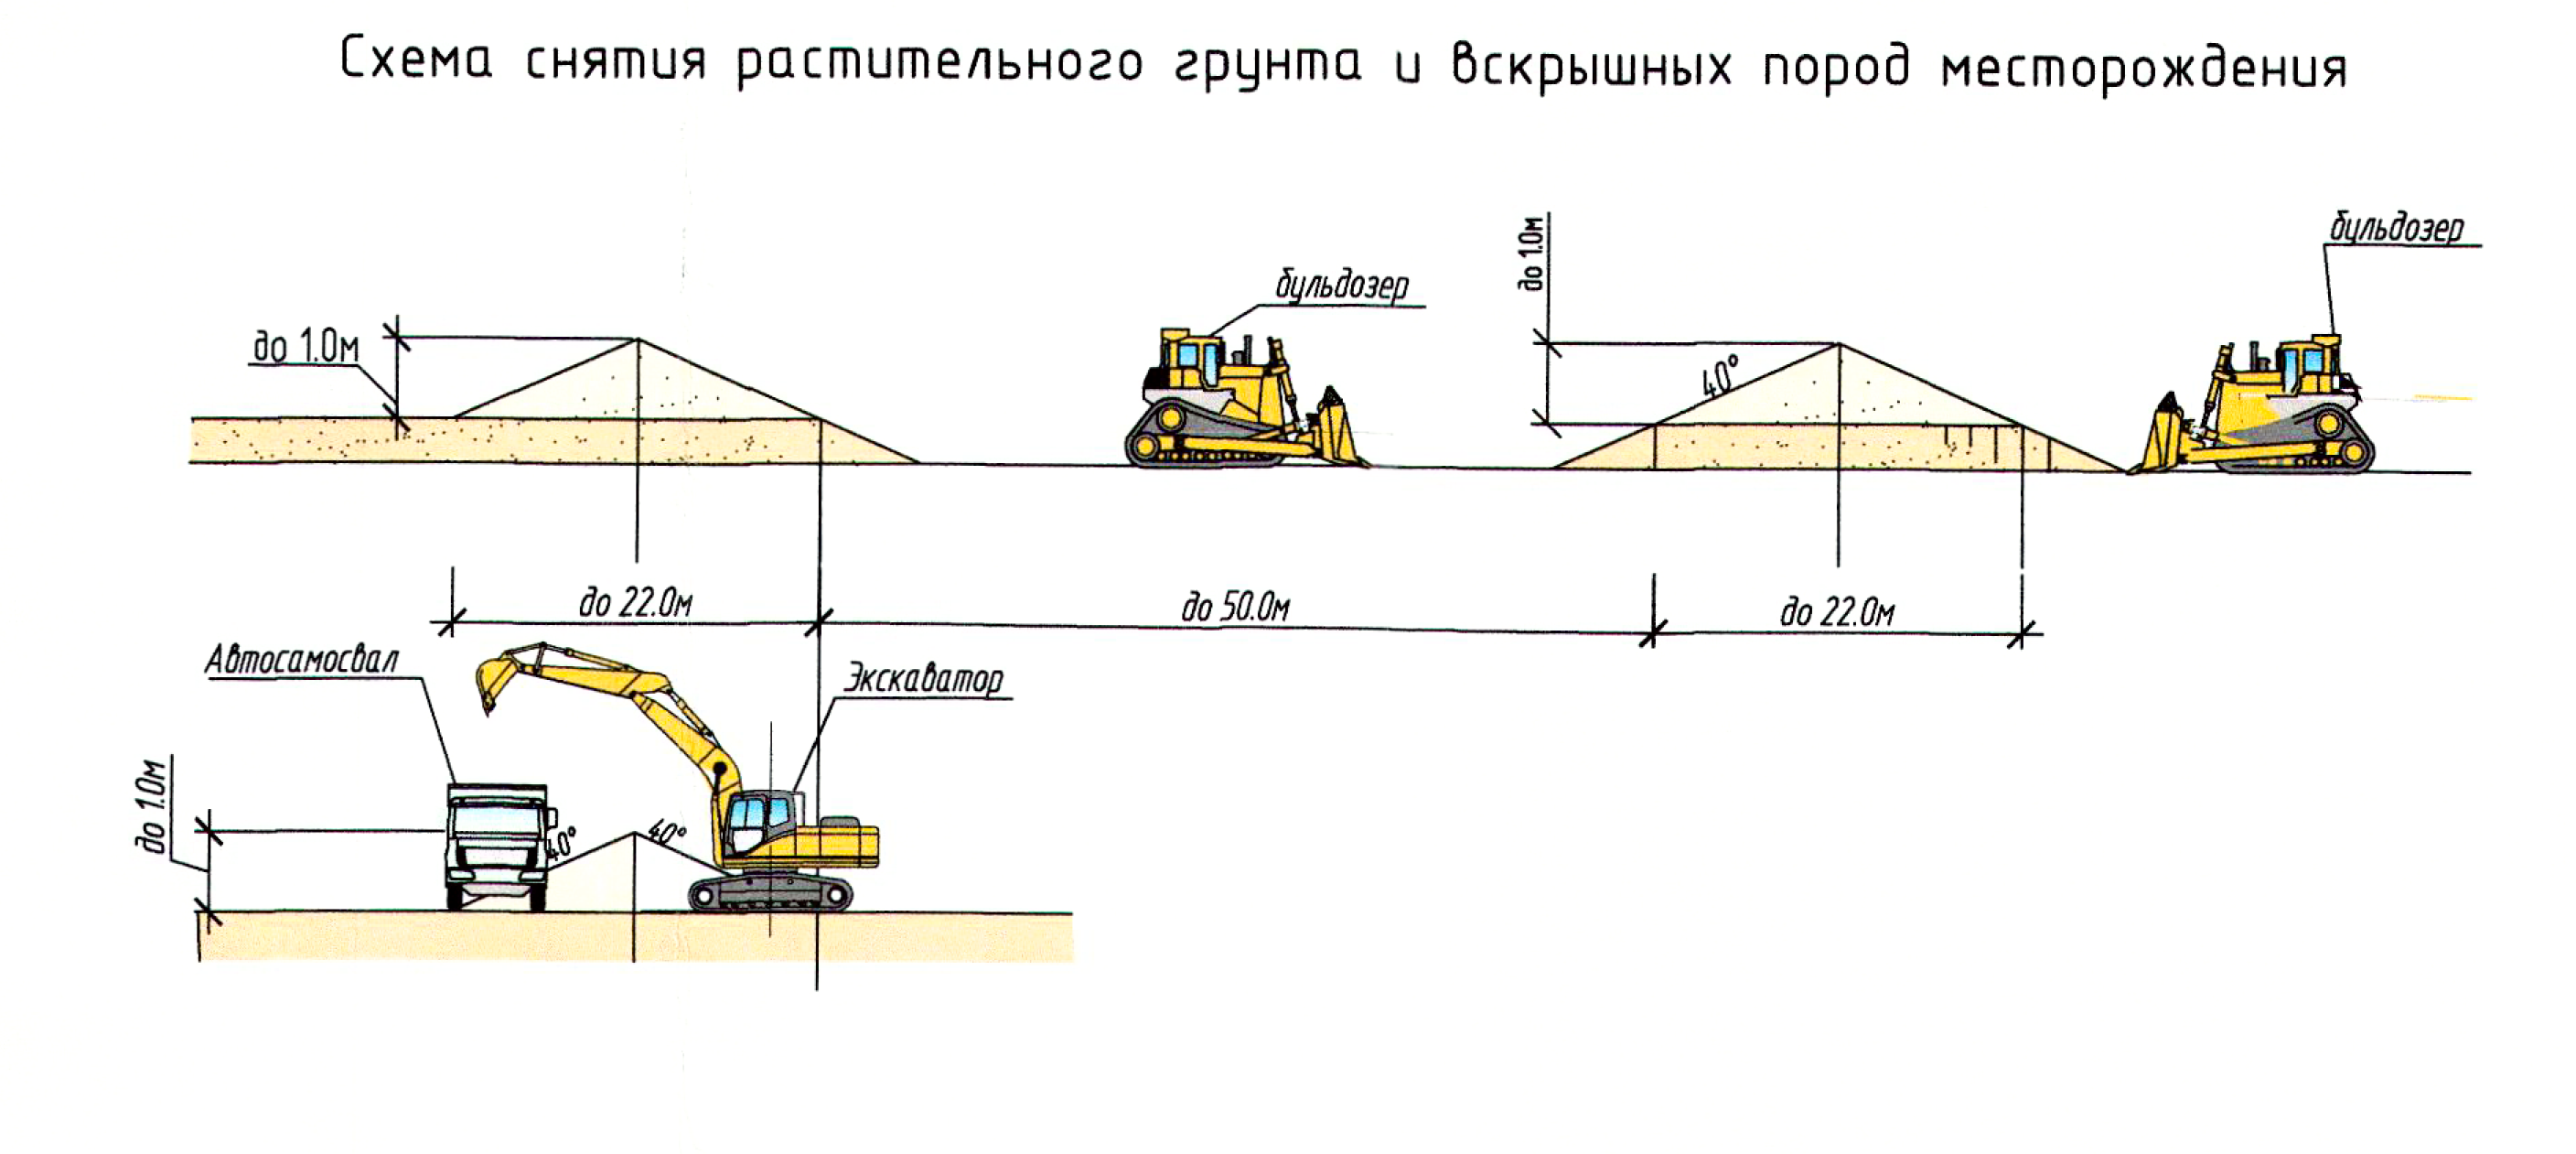 Схема снятия растительного грунта и вскрышных пород месторождения
бульдозер
до 1.0м
бульдозер
до 1.0м
40°
до 22.0м
до 50.0м
до 22.0м
Автосамосвал
Экскаватор
до 1.0м
40°
40°